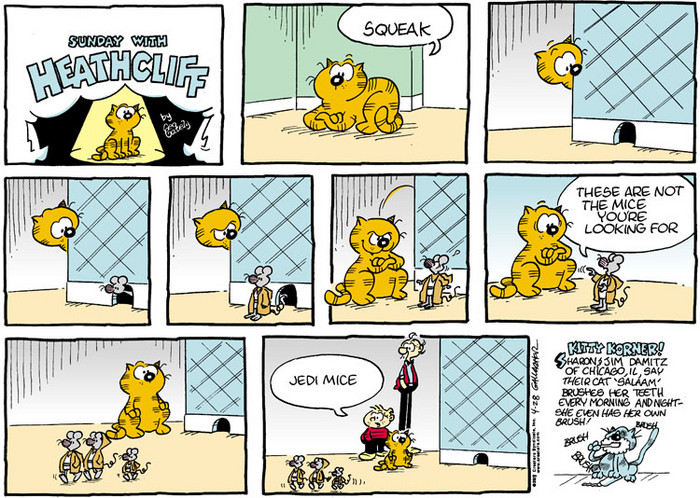 SUNDAY WITH
HEATHCLIFF
by
SQUEAK
THESE ARE NOT
THE MICE
YOU'RE
LOOKING FOR
JEDI MICE
4-28 GALLAGHER
KITTY KORNER!
SHARON & JIM DAMITZ
OF CHICAGO, IL, SAY
THEIR CAT "SALAAM"
BRUSHES HER TEETH
EVERY MORNING AND NIGHT-
SHE EVEN HAS HER OWN
BRUSH!
BRUSH
BRUSH
BRUSH